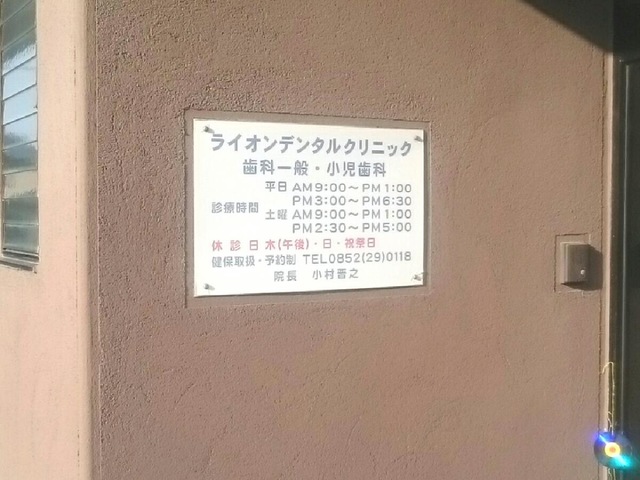 ライオンデンタルクリニック
歯科一般・小児歯科
診療時間 平日 AM9:00〜PM1:00
PM3:00〜PM6:30
土曜 AM9:00〜PM1:00
PM2:30〜PM5:00
休診日 木(午後)・日・祝祭日
健保取扱・予約制 TEL0852(29)0118
院長 小村晋之